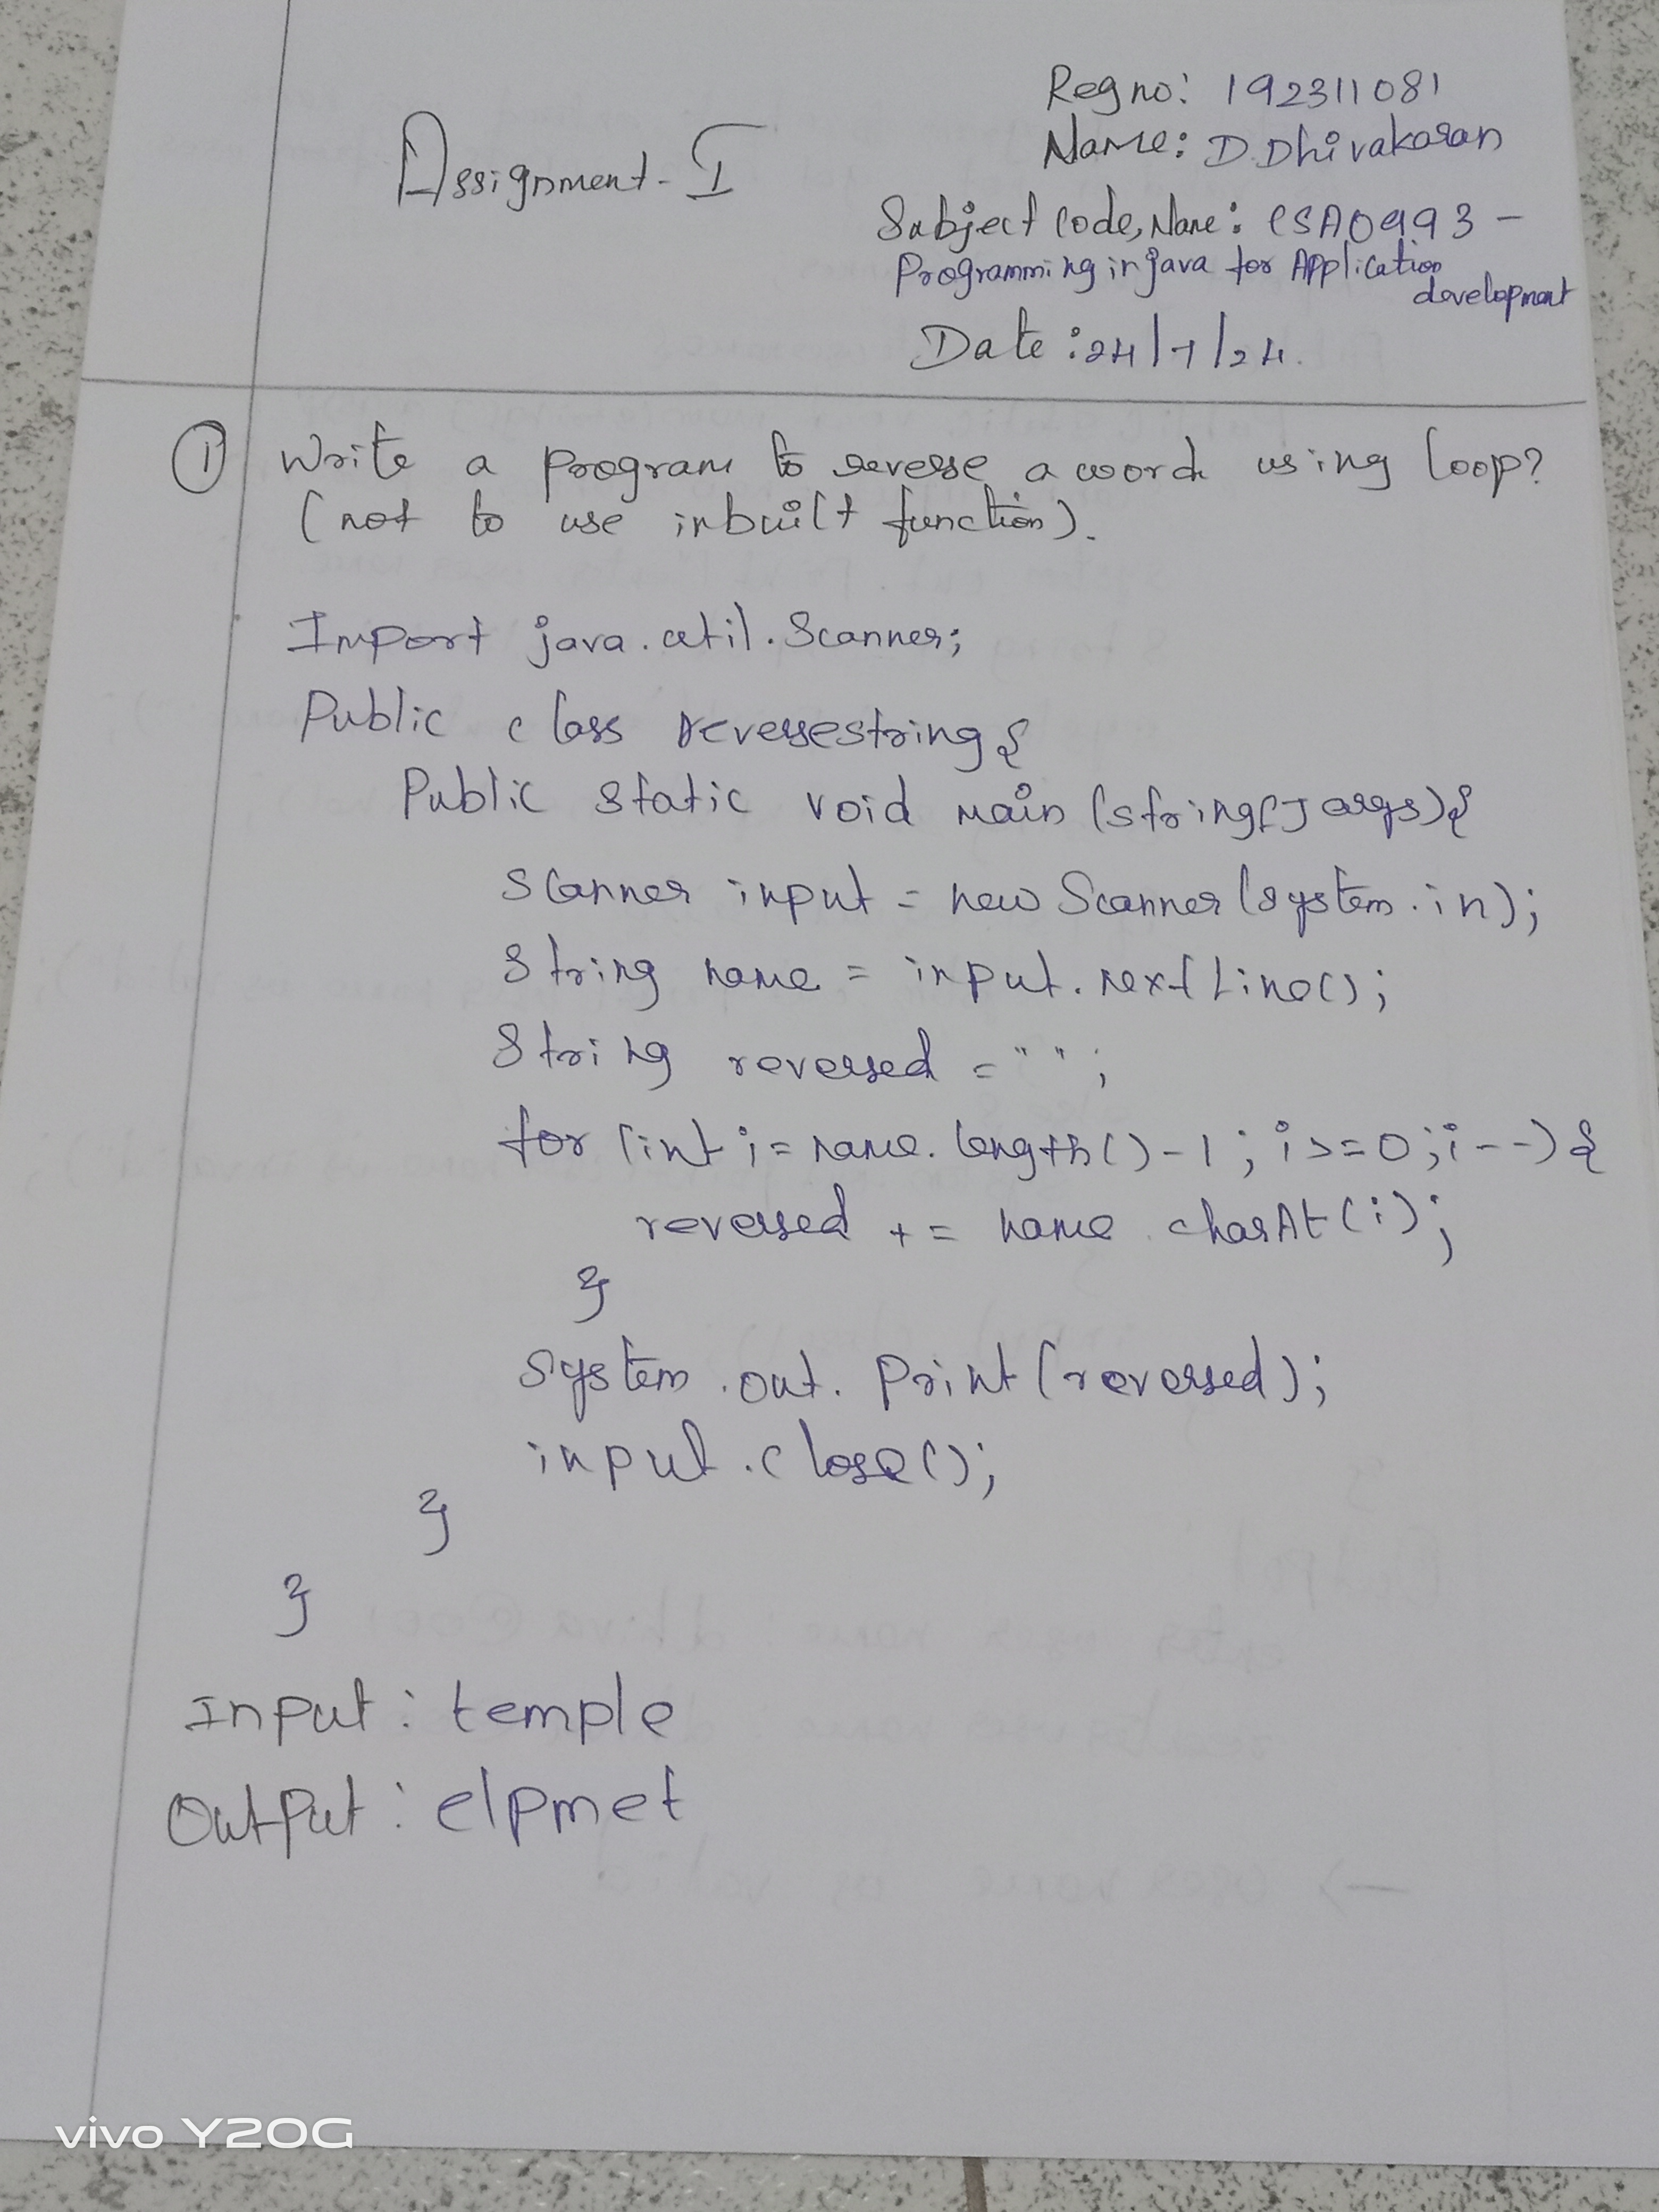 Assignment - I
Reg no: 192311081
Name: D.Dhivakaran
Subject Code, Name: CSA0993 -
Programming in java for Application
development
Date: 24/7/24.
① Write a program to reverse a word using loop?
(not to use inbuilt function).
Import java.util.Scanner;
Public class reversestring{
Public static void main (string[] args){
Scanner input = new Scanner (System.in);
String name = input.nextLine();
String reversed = "";
for (int i = name.length()-1; i>=0; i--){
reversed += name.charAt(i);
}
System.out.Print(reversed);
input.close();
}
}
Input: temple
Output: elpmet
vivo Y20G